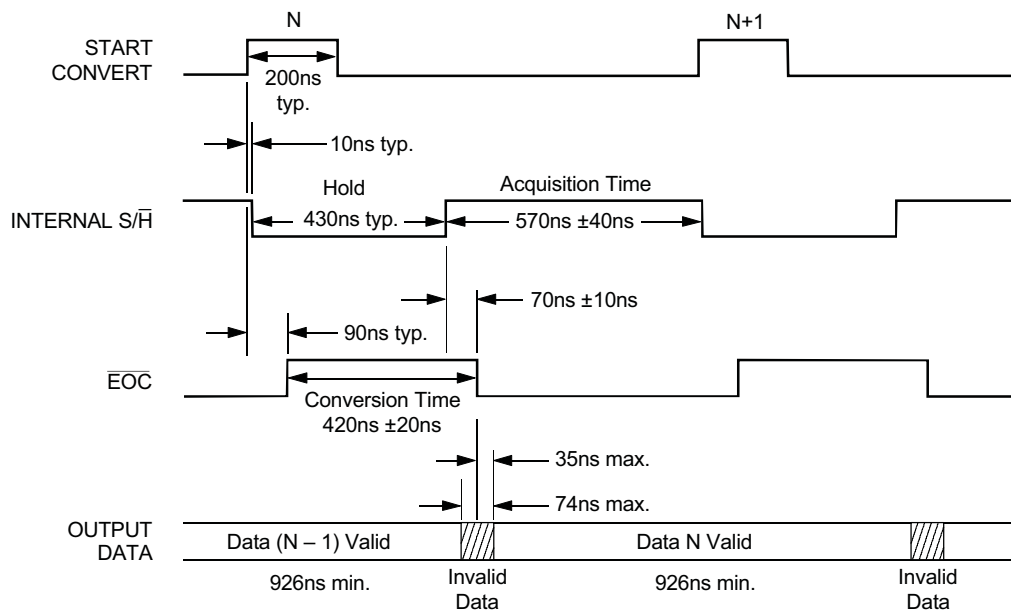 N
N+1
START
CONVERT
200ns
typ.
10ns typ.
Hold
Acquisition Time
INTERNAL S/H̅
430ns typ.
570ns ±40ns
70ns ±10ns
90ns typ.
E̅O̅C̅
Conversion Time
420ns ±20ns
35ns max.
74ns max.
OUTPUT
DATA
Data (N – 1) Valid
Data N Valid
926ns min.
Invalid
Data
926ns min.
Invalid
Data